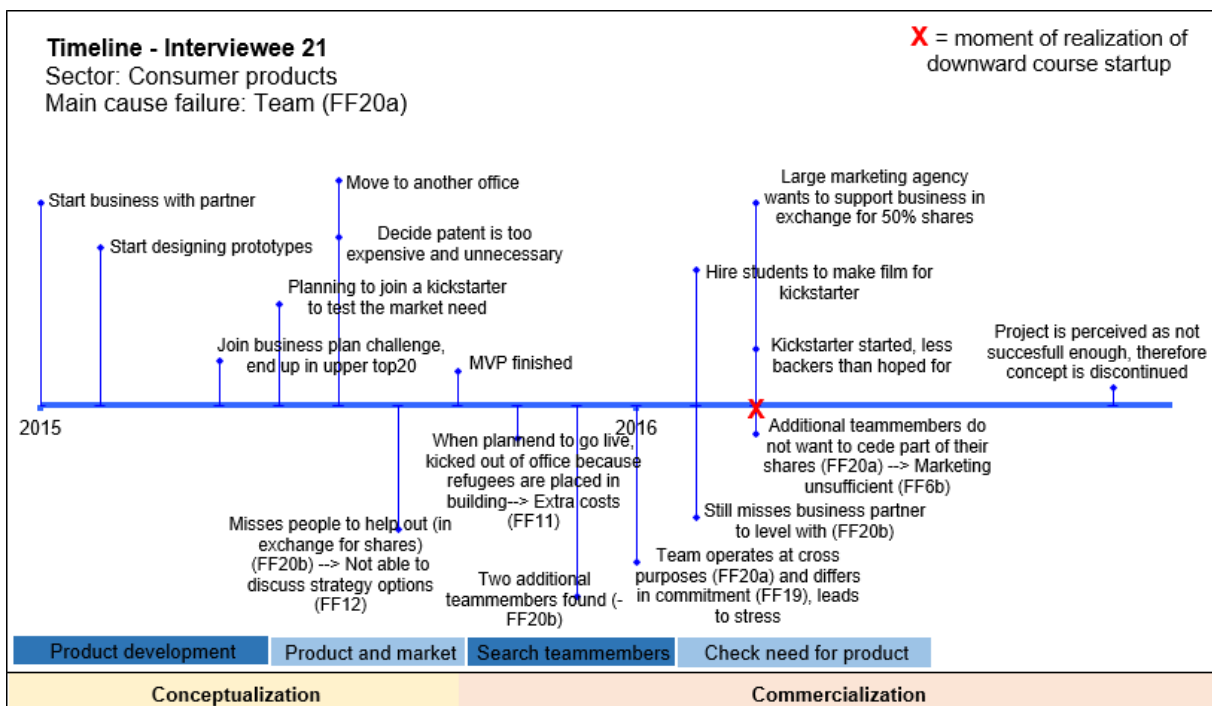 Timeline - Interviewee 21
Sector: Consumer products
Main cause failure: Team (FF20a)
X = moment of realization of
downward course startup
Start business with partner
Start designing prototypes
Join business plan challenge,
end up in upper top20
Planning to join a kickstarter
to test the market need
Move to another office
Decide patent is too
expensive and unnecessary
MVP finished
Hire students to make film for
kickstarter
Large marketing agency
wants to support business in
exchange for 50% shares
Kickstarter started, less
backers than hoped for
Project is perceived as not
succesfull enough, therefore
concept is discontinued
2015
2016
X
Misses people to help out (in
exchange for shares)
(FF20b) --> Not able to
discuss strategy options
(FF12)
When plannend to go live,
kicked out of office because
refugees are placed in
building--> Extra costs
(FF11)
Two additional
teammembers found (-
FF20b)
Team operates at cross
purposes (FF20a) and differs
in commitment (FF19), leads
to stress
Still misses business partner
to level with (FF20b)
Additional teammembers do
not want to cede part of their
shares (FF20a) --> Marketing
unsufficient (FF6b)
Product development
Product and market
Search teammembers
Check need for product
Conceptualization
Commercialization